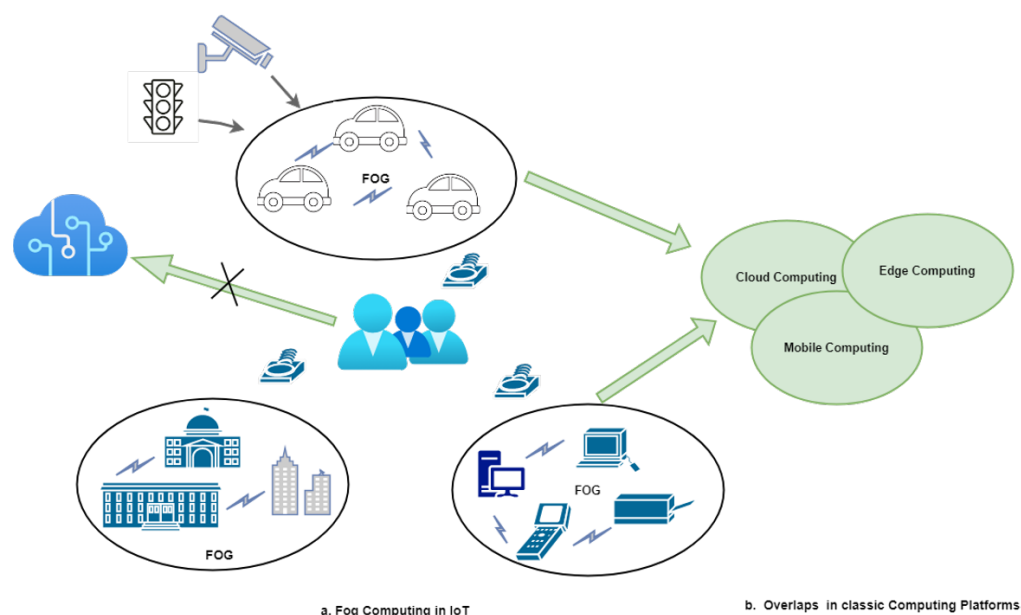 FOG
Cloud Computing
Edge Computing
Mobile Computing
FOG
FOG
a. Fog Computing in IoT
b. Overlaps in classic Computing Platforms